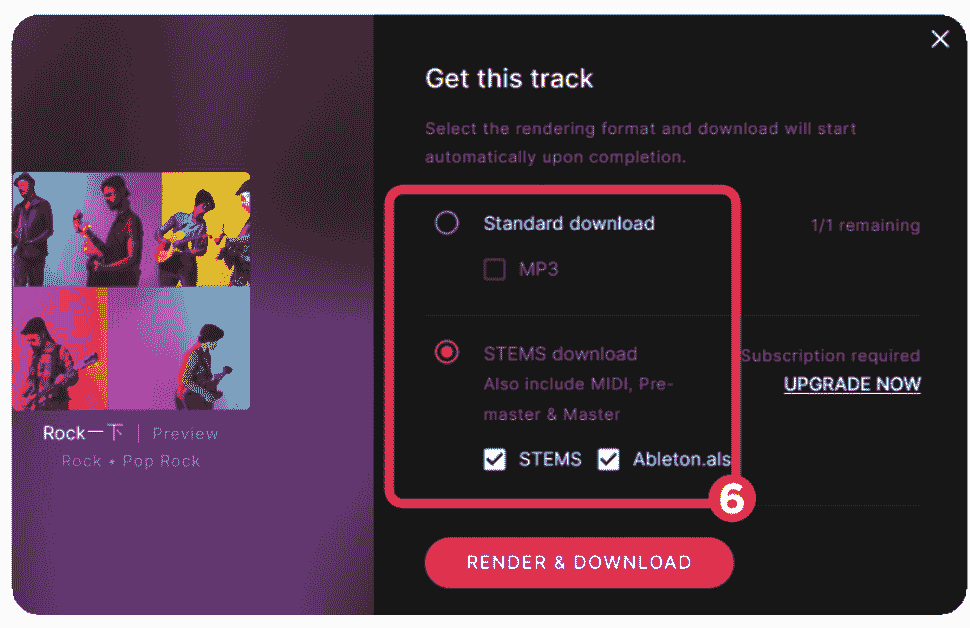 Get this track
Select the rendering format and download will start
automatically upon completion.
Standard download
1/1 remaining
MP3
STEMS download
Subscription required
Also include MIDI, Pre-
master & Master
UPGRADE NOW
STEMS
Ableton.als
6
RENDER & DOWNLOAD
Rock一下 | Preview
Rock • Pop Rock